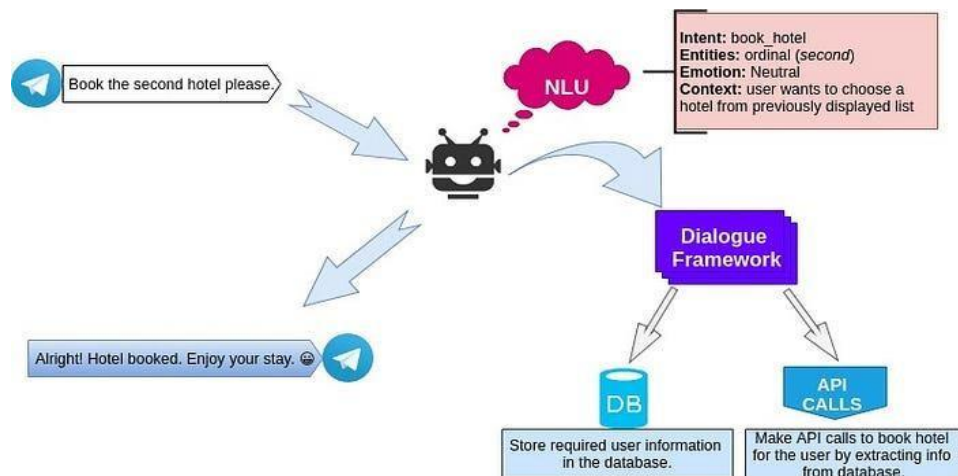 Book the second hotel please.
NLU
Intent: book_hotel
Entities: ordinal (second)
Emotion: Neutral
Context: user wants to choose a
hotel from previously displayed list
Dialogue
Framework
Alright! Hotel booked. Enjoy your stay. 😀
DB
API
CALLS
Store required user information
in the database.
Make API calls to book hotel
for the user by extracting info
from database.